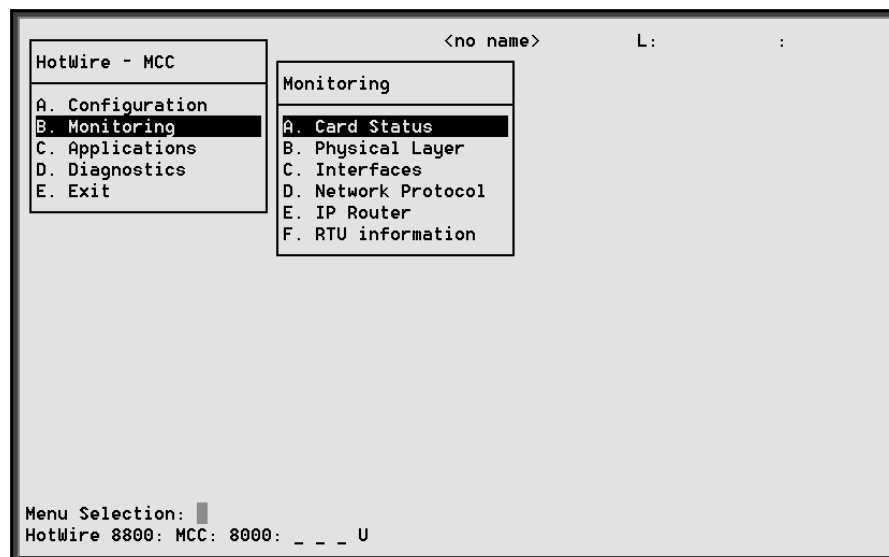 <no name> L: :
HotWire - MCC
A. Configuration
B. Monitoring
C. Applications
D. Diagnostics
E. Exit
Monitoring
A. Card Status
B. Physical Layer
C. Interfaces
D. Network Protocol
E. IP Router
F. RTU information
Menu Selection:
HotWire 8800: MCC: 8000: _ _ _ U